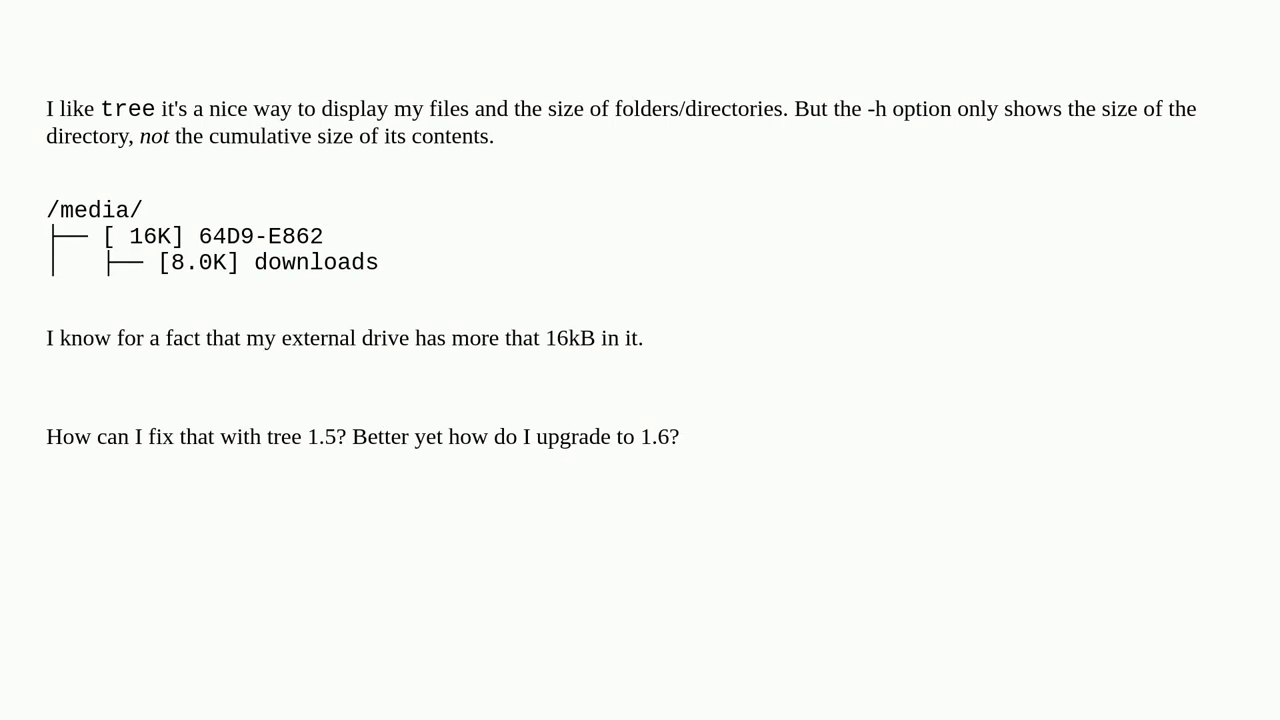 I like tree it's a nice way to display my files and the size of folders/directories. But the -h option only shows the size of the
directory, not the cumulative size of its contents.
/media/
├── [ 16K] 64D9-E862
│   ├── [8.0K] downloads
I know for a fact that my external drive has more that 16kB in it.
How can I fix that with tree 1.5? Better yet how do I upgrade to 1.6?